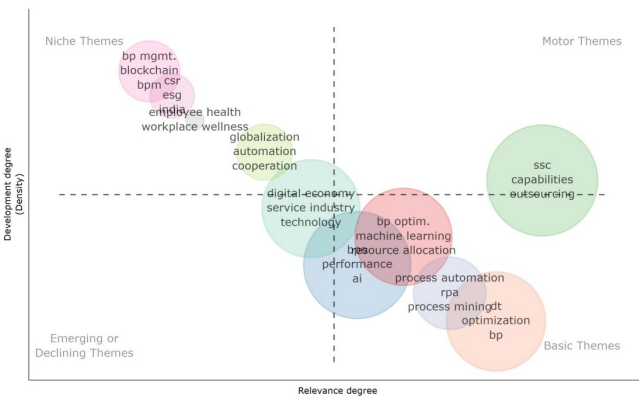 Niche Themes
Motor Themes
bp mgmt.
blockchain
bpm
csr
esg
india
employee health
workplace wellness
globalization
automation
cooperation
ssc
capabilities
outsourcing
digital economy
service industry
technology
bp optim.
machine learning
resource allocation
bps
performance
ai
process automation
rpa
process mining
dt
optimization
bp
Emerging or
Declining Themes
Basic Themes
Development degree
(Density)
Relevance degree